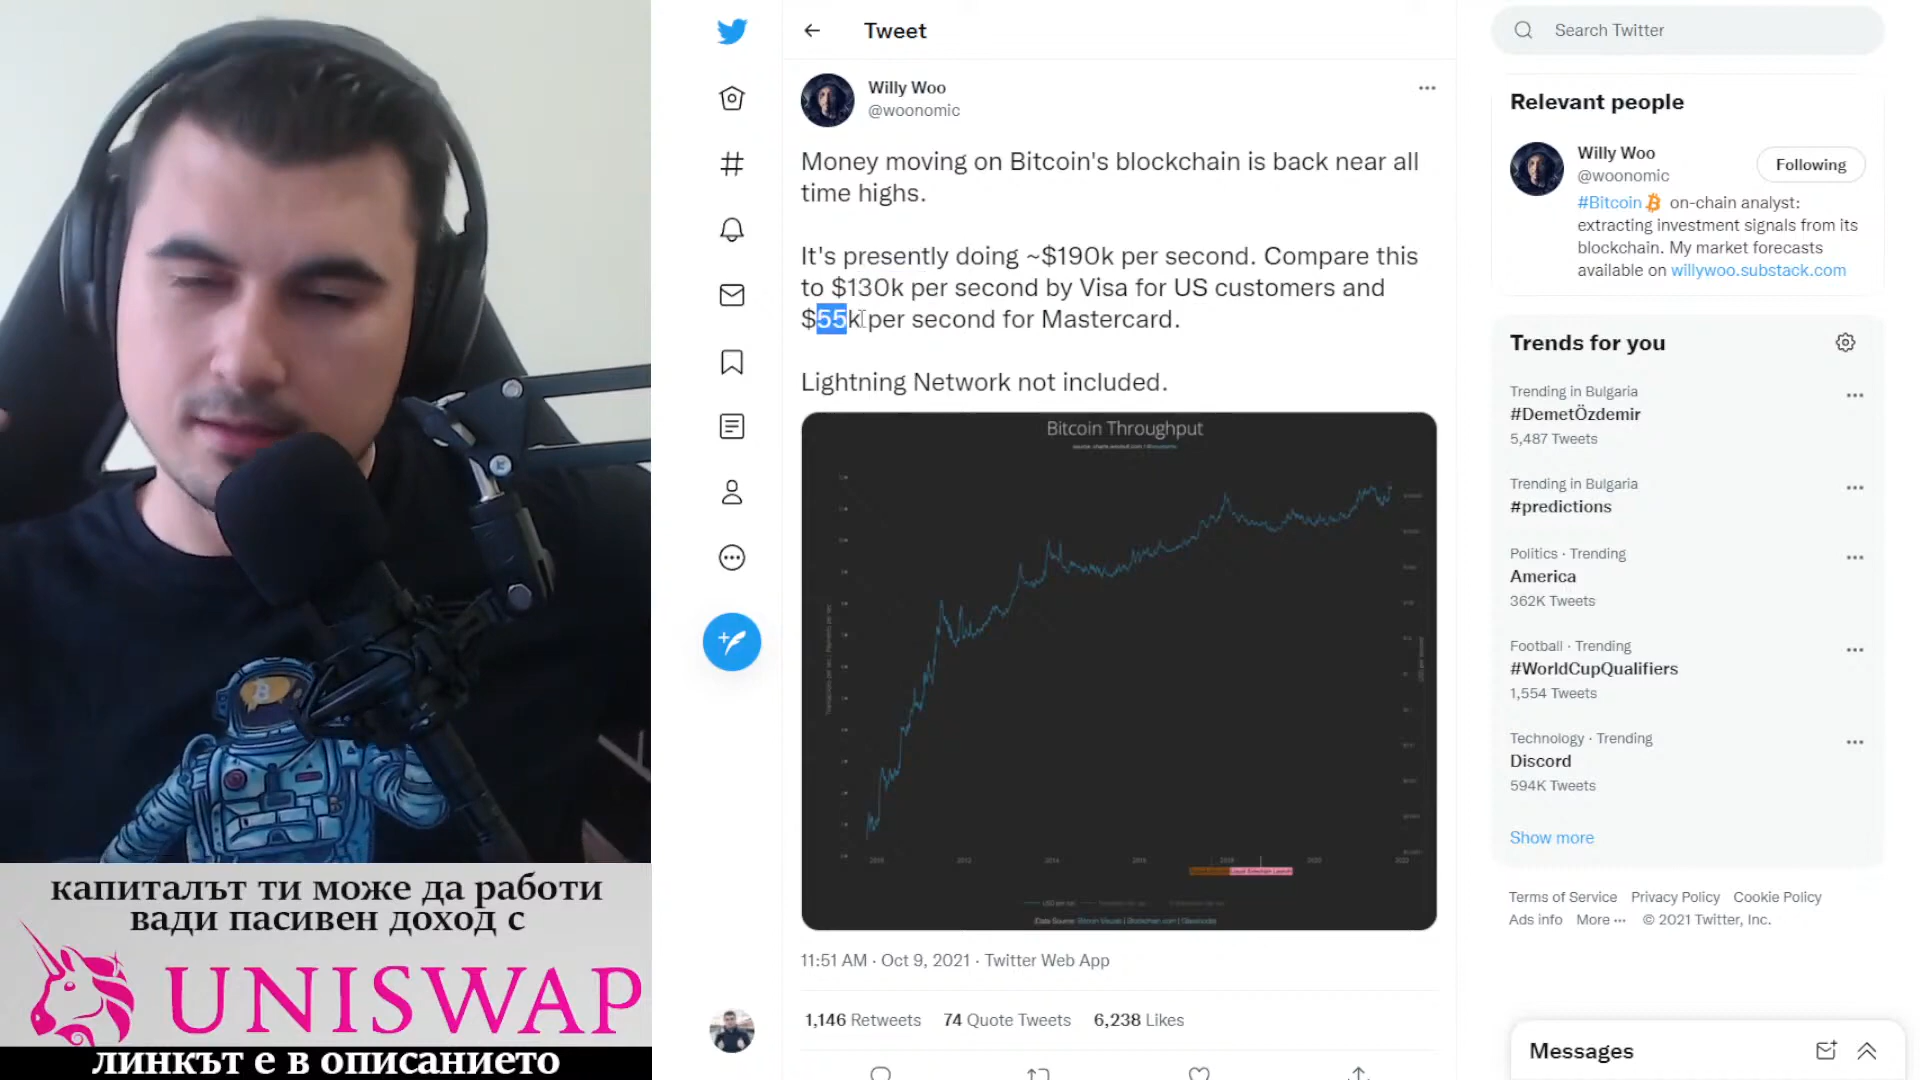 Tweet
Search Twitter
Willy Woo
@woonomic
Money moving on Bitcoin's blockchain is back near all
time highs.
It's presently doing ~$190k per second. Compare this
to $130k per second by Visa for US customers and
$55k per second for Mastercard.
Lightning Network not included.
Bitcoin Throughput
2010 2012 2014 2016 2018 2020 2022
11:51 AM · Oct 9, 2021 · Twitter Web App
1,146 Retweets 74 Quote Tweets 6,238 Likes
Relevant people
Willy Woo
@woonomic
Following
#Bitcoin on-chain analyst:
extracting investment signals from its
blockchain. My market forecasts
available on willywoo.substack.com
Trends for you
Trending in Bulgaria
#DemetÖzdemir
5,487 Tweets
Trending in Bulgaria
#predictions
Politics · Trending
America
362K Tweets
Football · Trending
#WorldCupQualifiers
1,554 Tweets
Technology · Trending
Discord
594K Tweets
Show more
Terms of Service Privacy Policy Cookie Policy
Ads info More ··· © 2021 Twitter, Inc.
Messages
капиталът ти може да работи
вади пасивен доход с
UNISWAP
линкът е в описанието